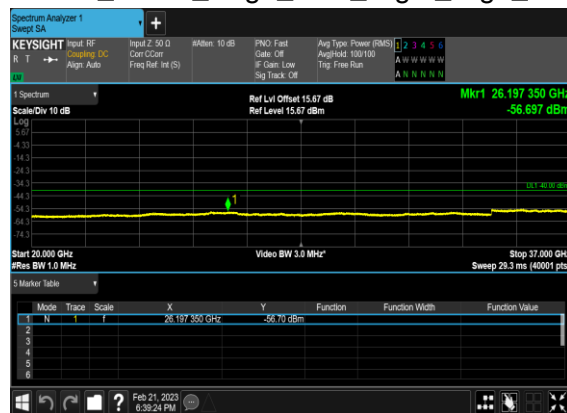 Spectrum Analyzer 1
Swept SA
+
KEYSIGHT Input: RF Input Z: 50 Ω #Atten: 10 dB PNO: Fast Avg Type: Power (RMS) 1 2 3 4 5 6
R T Coupling: DC Corr CCorr Gate: Off Avg|Hold: 100/100 A W W W W W
Align: Auto Freq Ref: Int (S) IF Gain: Low Trig: Free Run
Sig Track: Off A N N N N N
1 Spectrum Ref Lvl Offset 15.67 dB Mkr1 26.197 350 GHz
Scale/Div 10 dB Ref Level 15.67 dBm -56.697 dBm
Log
5.67
-4.33
-14.3
-24.3
-34.3
DL1 -40.00 dBm
-44.3
1
-54.3
-64.3
-74.3
Start 20.000 GHz Video BW 3.0 MHz* Stop 37.000 GHz
#Res BW 1.0 MHz Sweep 29.3 ms (40001 pts)
5 Marker Table
Mode Trace Scale X Y Function Function Width Function Value
1 N 1 f 26.197 350 GHz -56.70 dBm
2
3
4
5
6
? Feb 21, 2023
6:39:24 PM